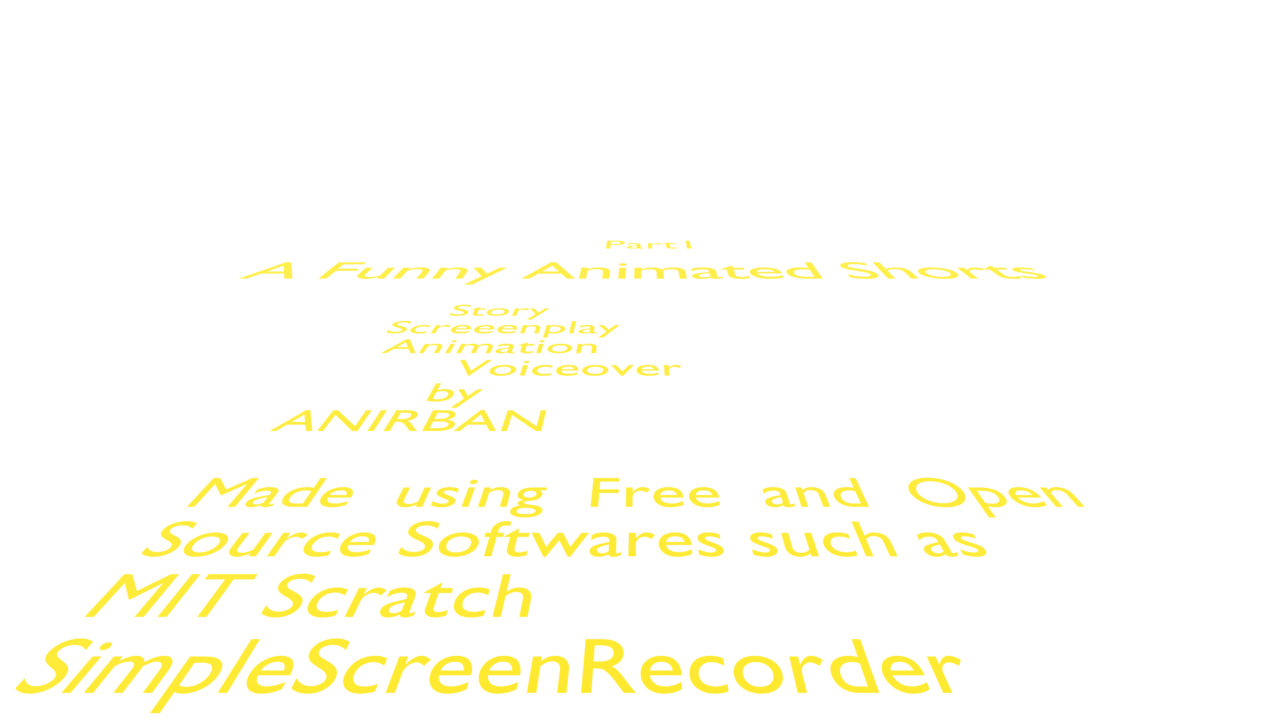 Part I
A Funny Animated Shorts
Story
Screeenplay
Animation
Voiceover
by
ANIRBAN
Made using Free and Open
Source Softwares such as
MIT Scratch
SimpleScreenRecorder